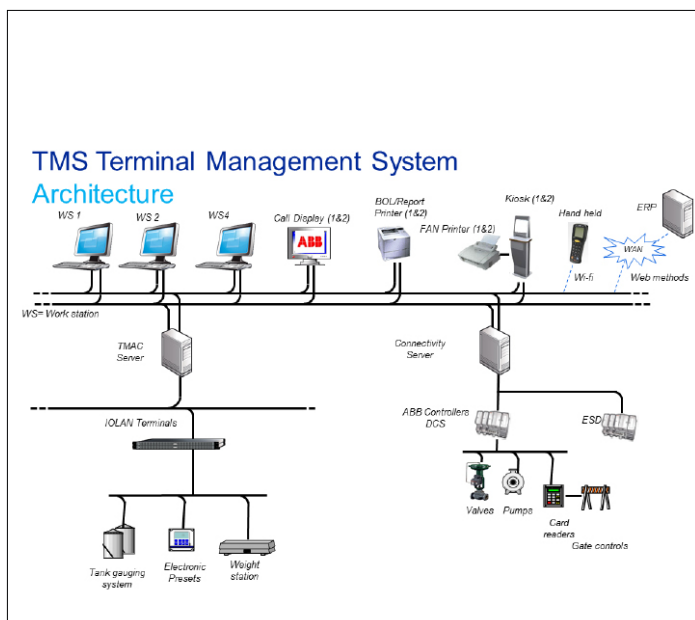 TMS Terminal Management System
Architecture
WS 1
WS 2
WS4
Call Display (1&2)
ABB
BOL/Report
Printer (1&2)
FAN Printer (1&2)
Kiosk (1&2)
Hand held
ERP
WAN
Wi-fi
Web methods
WS= Work station
TMAC
Server
Connectivity
Server
IOLAN Terminals
ABB Controllers
DCS
ESD
Valves
Pumps
Card
readers
Gate controls
Tank gauging
system
Electronic
Presets
Weight
station